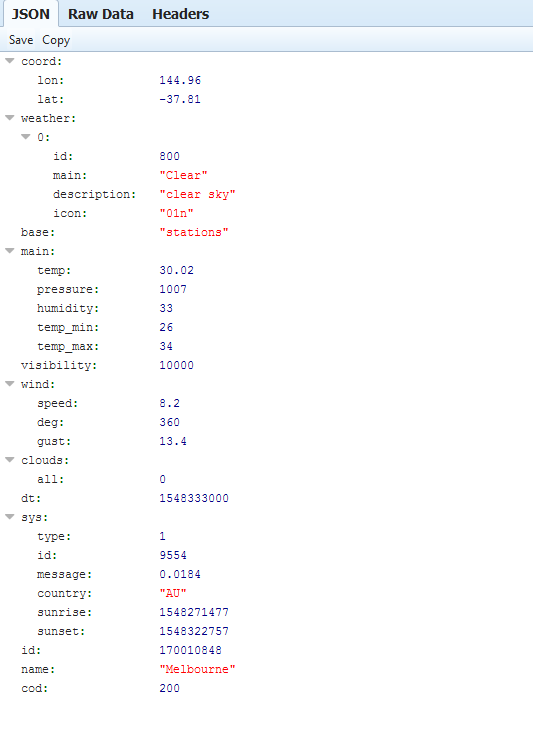 JSON Raw Data Headers
Save Copy
coord:
lon: 144.96
lat: -37.81
weather:
0:
id: 800
main: "Clear"
description: "clear sky"
icon: "01n"
base: "stations"
main:
temp: 30.02
pressure: 1007
humidity: 33
temp_min: 26
temp_max: 34
visibility: 10000
wind:
speed: 8.2
deg: 360
gust: 13.4
clouds:
all: 0
dt: 1548333000
sys:
type: 1
id: 9554
message: 0.0184
country: "AU"
sunrise: 1548271477
sunset: 1548322757
id: 170010848
name: "Melbourne"
cod: 200